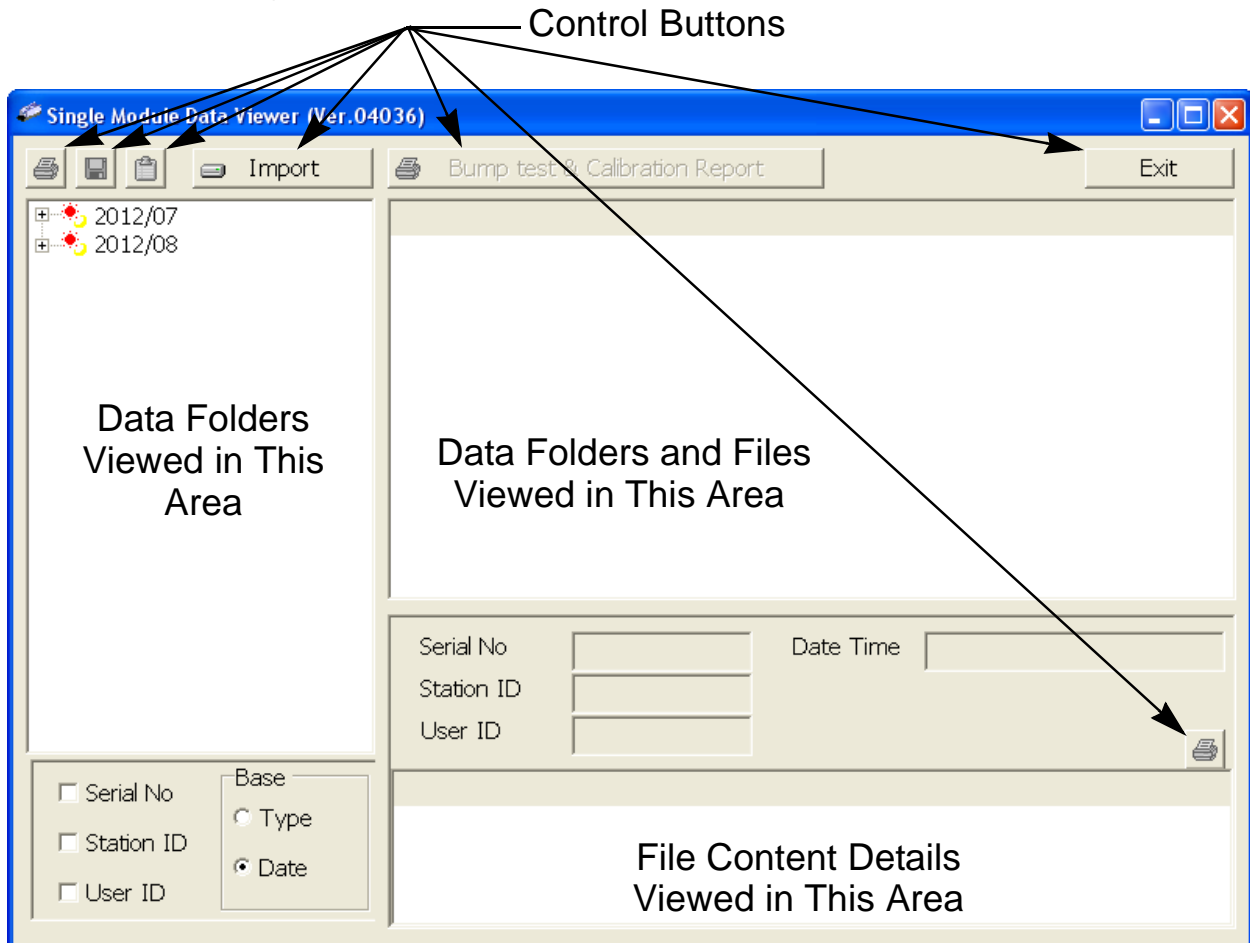 Control Buttons
Single Module Data Viewer (Ver.04036)
Import
Bump test & Calibration Report
Exit
2012/07
2012/08
Data Folders
Viewed in This
Area
Data Folders and Files
Viewed in This Area
Serial No
Date Time
Station ID
User ID
Serial No
Station ID
User ID
Base
Type
Date
File Content Details
Viewed in This Area